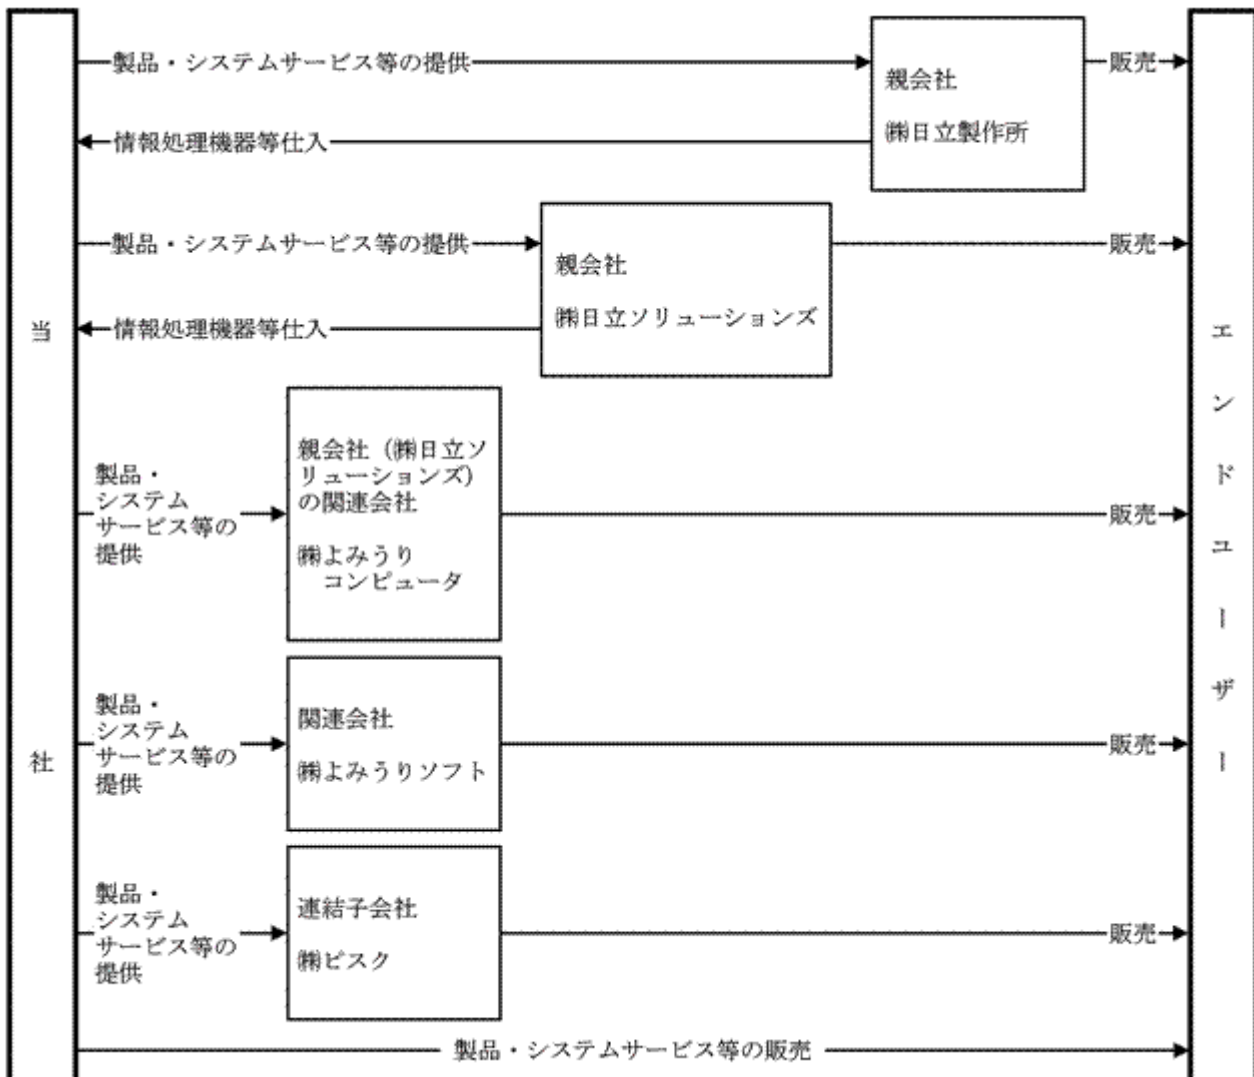 当社
製品・システムサービス等の提供
親会社
㈱日立製作所
販売
情報処理機器等仕入
製品・システムサービス等の提供
親会社
㈱日立ソリューションズ
販売
情報処理機器等仕入
製品・
システム
サービス等の
提供
親会社（㈱日立ソ
リューションズ）
の関連会社
㈱よみうり
コンピュータ
販売
製品・
システム
サービス等の
提供
関連会社
㈱よみうりソフト
販売
製品・
システム
サービス等の
提供
連結子会社
㈱ビスク
販売
製品・システムサービス等の販売
エンドユーザー